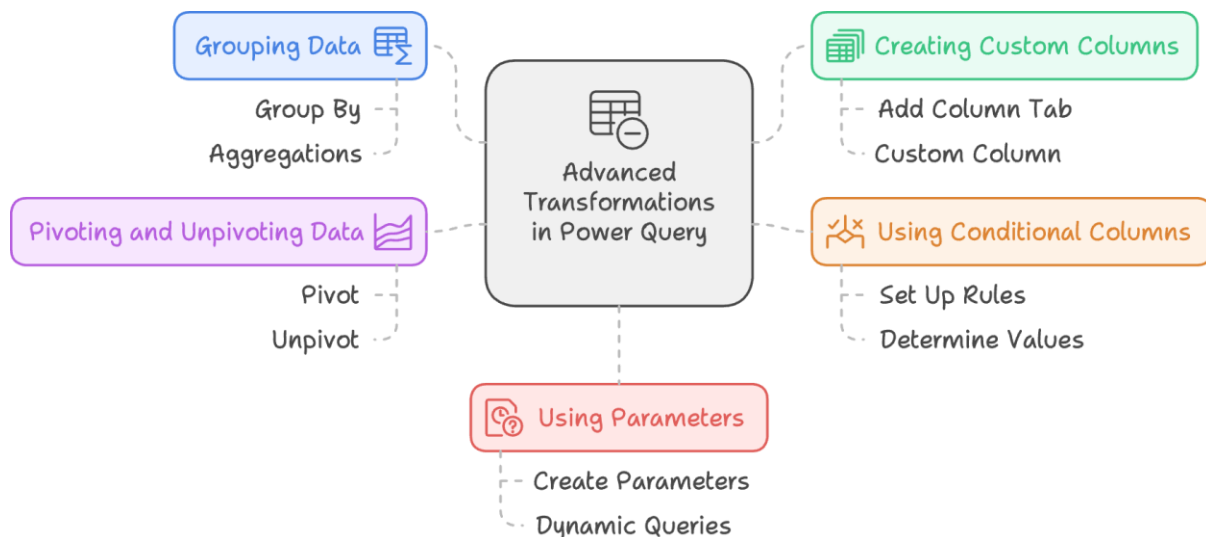 Grouping Data
Group By
Aggregations
Pivoting and Unpivoting Data
Pivot
Unpivot
Advanced
Transformations
in Power Query
Creating Custom Columns
Add Column Tab
Custom Column
Using Conditional Columns
Set Up Rules
Determine Values
Using Parameters
Create Parameters
Dynamic Queries